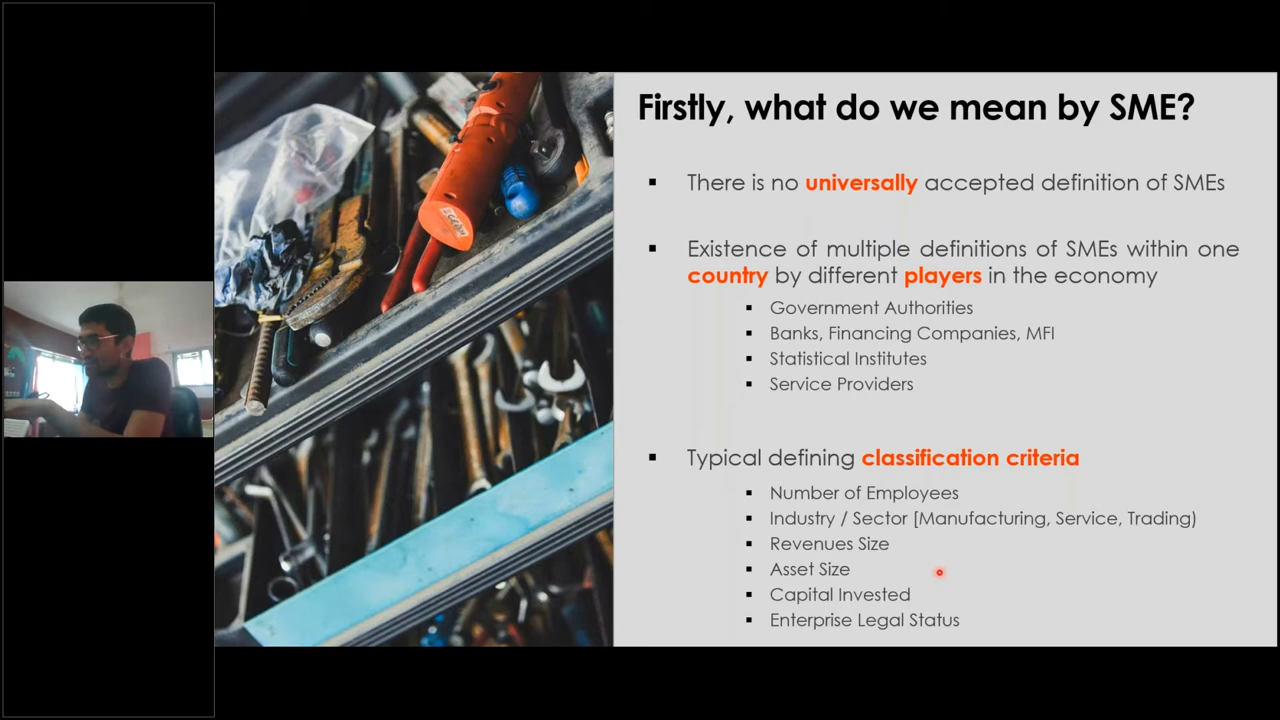 Firstly, what do we mean by SME?
There is no universally accepted definition of SMEs
Existence of multiple definitions of SMEs within one
country by different players in the economy
Government Authorities
Banks, Financing Companies, MFI
Statistical Institutes
Service Providers
Typical defining classification criteria
Number of Employees
Industry / Sector [Manufacturing, Service, Trading)
Revenues Size
Asset Size
Capital Invested
Enterprise Legal Status